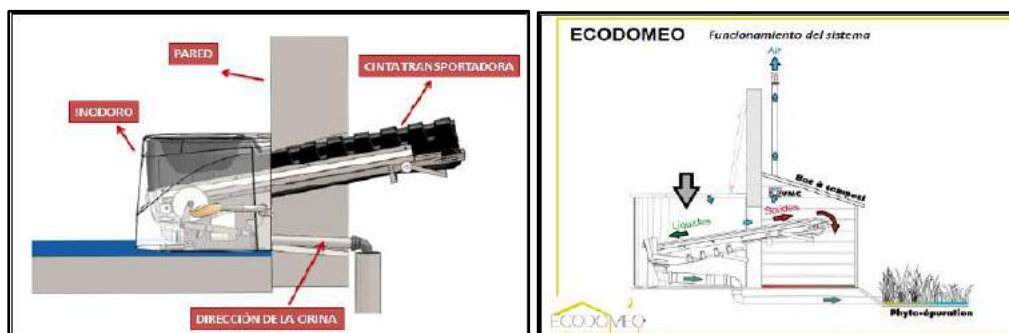 PARED
CINTA TRANSPORTADORA
INODORO
DIRECCIÓN DE LA ORINA
ECODOMEO
Funcionamiento del sistema
Air
Bac à compost
VMC
Solides
Liquides
Phyto-épuration
ECODOMEO